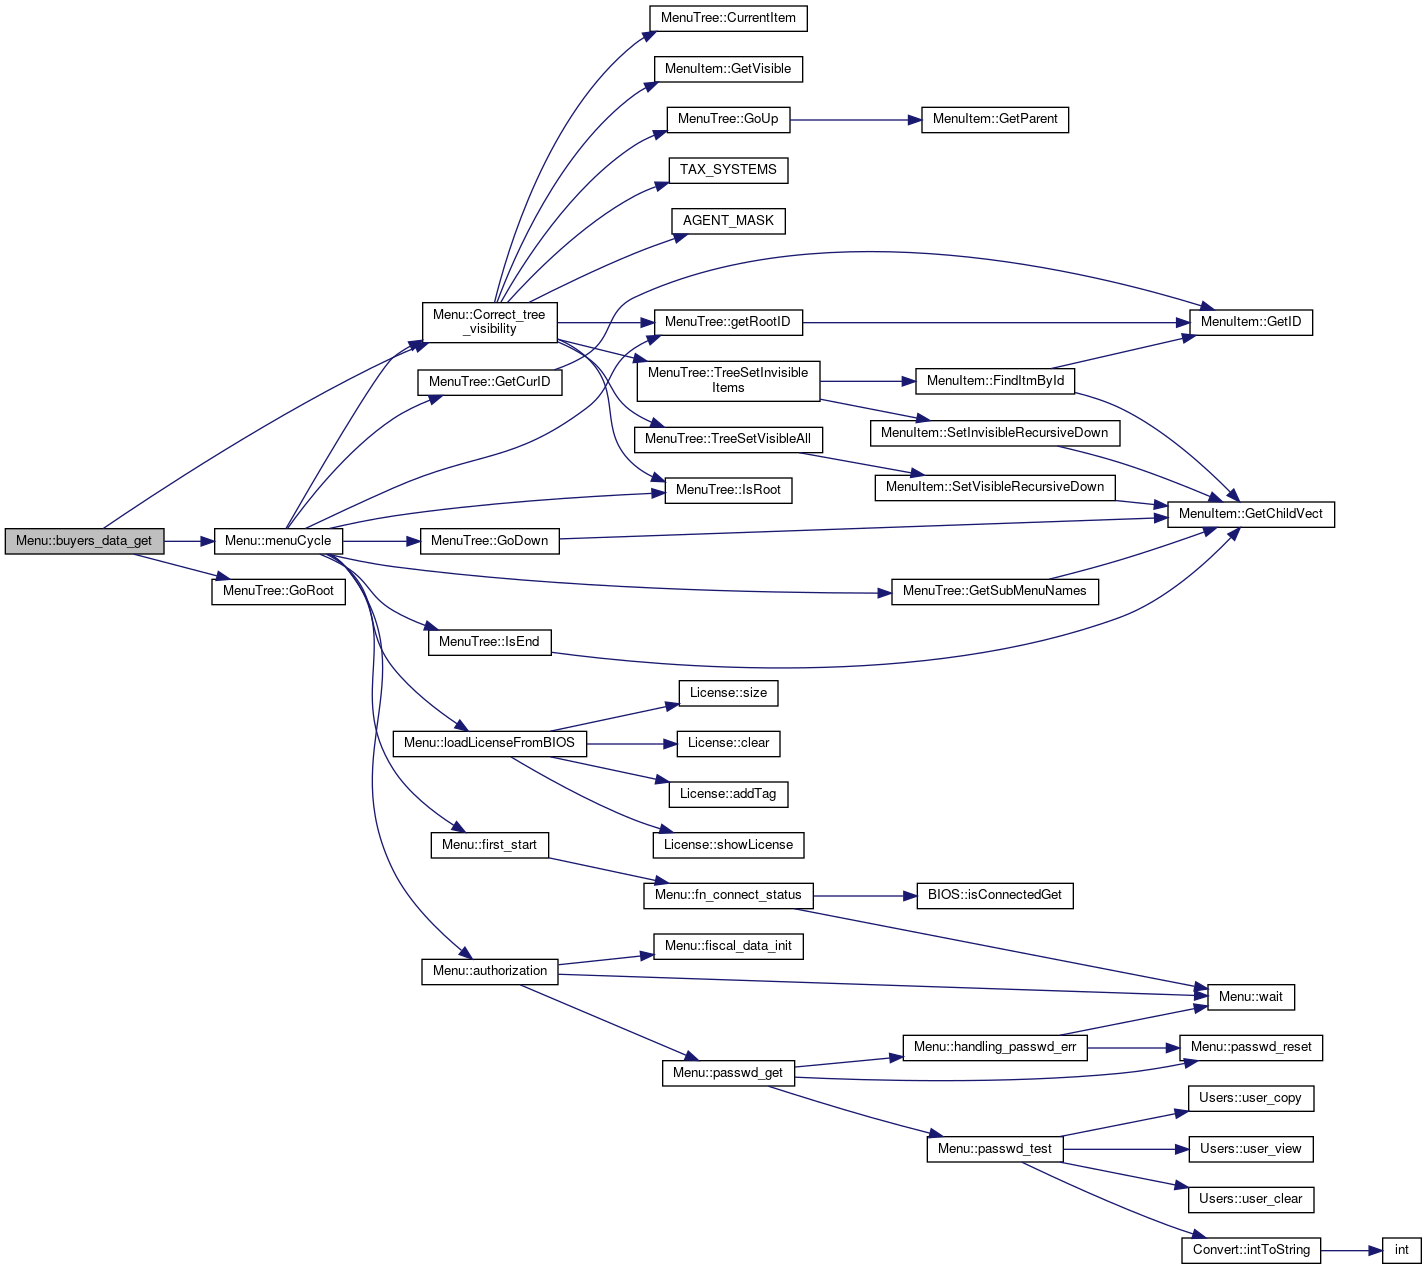 MenuTree::CurrentItem
MenuItem::GetVisible
MenuTree::GoUp
MenuItem::GetParent
TAX_SYSTEMS
AGENT_MASK
Menu::Correct_tree
_visibility
MenuTree::getRootID
MenuItem::GetID
MenuTree::GetCurID
MenuTree::TreeSetInvisible
Items
MenuItem::FindItmById
MenuTree::TreeSetVisibleAll
MenuItem::SetInvisibleRecursiveDown
MenuTree::IsRoot
MenuItem::SetVisibleRecursiveDown
MenuItem::GetChildVect
Menu::buyers_data_get
Menu::menuCycle
MenuTree::GoDown
MenuTree::GoRoot
MenuTree::GetSubMenuNames
MenuTree::IsEnd
License::size
Menu::loadLicenseFromBIOS
License::clear
License::addTag
Menu::first_start
License::showLicense
Menu::fn_connect_status
BIOS::isConnectedGet
Menu::fiscal_data_init
Menu::authorization
Menu::wait
Menu::handling_passwd_err
Menu::passwd_reset
Menu::passwd_get
Users::user_copy
Menu::passwd_test
Users::user_view
Users::user_clear
Convert::intToString
int